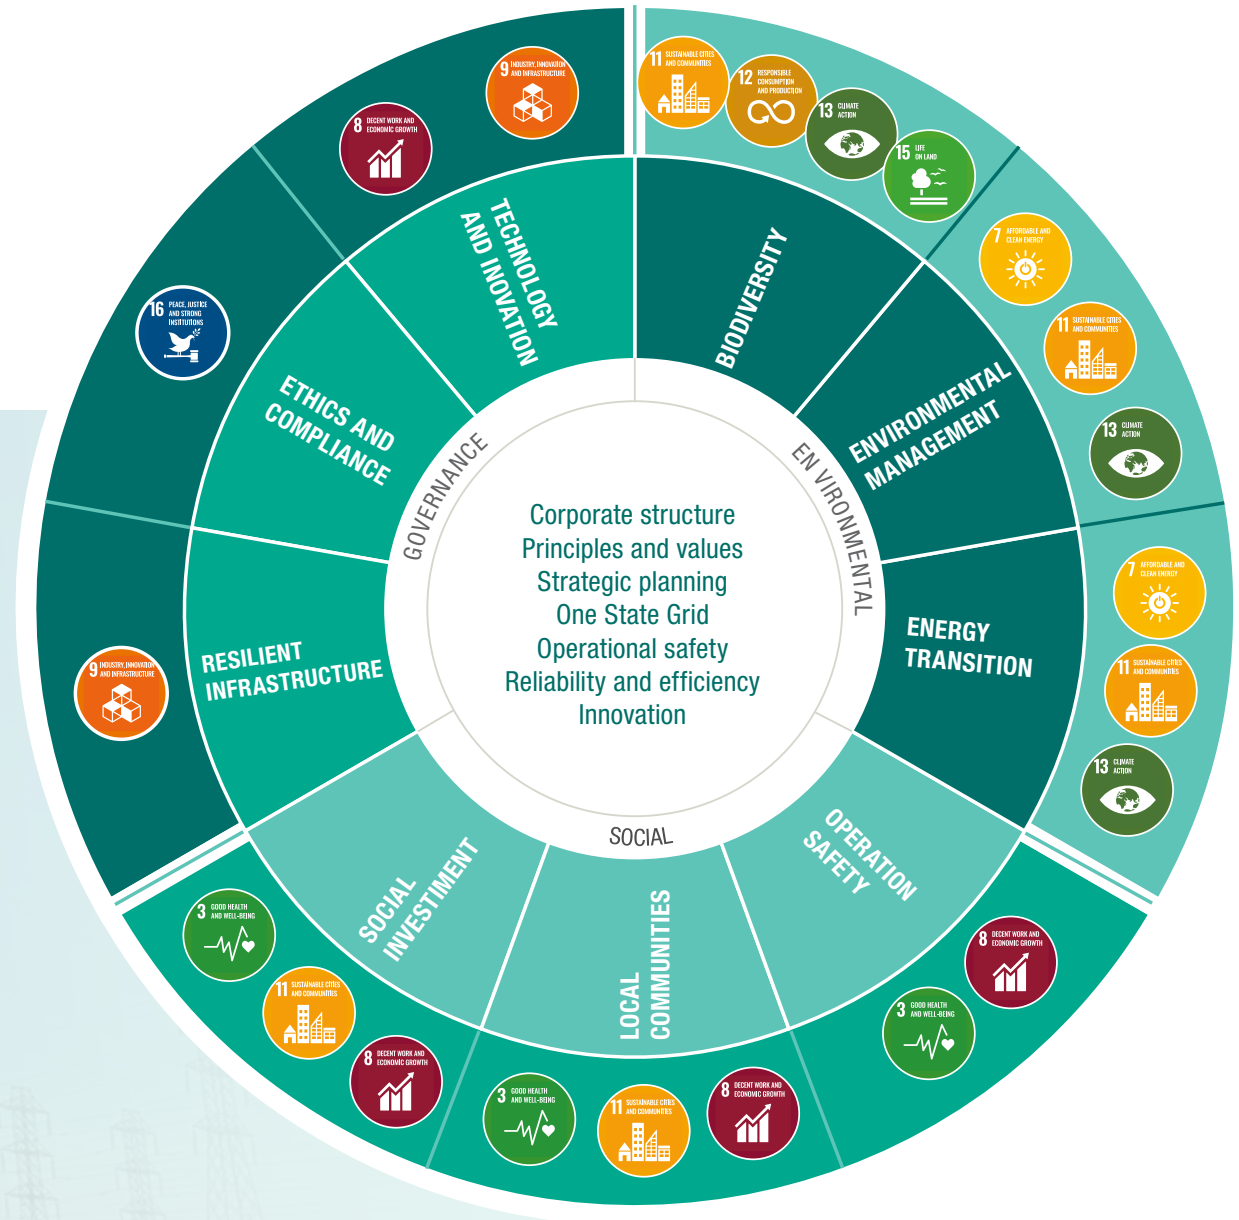 9 INDUSTRY, INNOVATION
AND INFRASTRUCTURE
8 DECENT WORK AND
ECONOMIC GROWTH
TECHNOLOGY
AND INOVATION
16 PEACE, JUSTICE
AND STRONG
INSTITUTIONS
ETHICS AND
COMPLIANCE
9 INDUSTRY, INNOVATION
AND INFRASTRUCTURE
RESILIENT
INFRASTRUCTURE
GOVERNANCE
11 SUSTAINABLE CITIES
AND COMMUNITIES
12 RESPONSIBLE
CONSUMPTION
AND PRODUCTION
13 CLIMATE
ACTION
15 LIFE
ON LAND
BIODIVERSITY
7 AFFORDABLE AND
CLEAN ENERGY
11 SUSTAINABLE CITIES
AND COMMUNITIES
13 CLIMATE
ACTION
ENVIRONMENTAL
MANAGEMENT
7 AFFORDABLE AND
CLEAN ENERGY
11 SUSTAINABLE CITIES
AND COMMUNITIES
13 CLIMATE
ACTION
ENERGY
TRANSITION
EN VIRONMENTAL
Corporate structure
Principles and values
Strategic planning
One State Grid
Operational safety
Reliability and efficiency
Innovation
SOCIAL
OPERATION
SAFETY
8 DECENT WORK AND
ECONOMIC GROWTH
3 GOOD HEALTH
AND WELL-BEING
LOCAL
COMMUNITIES
3 GOOD HEALTH
AND WELL-BEING
11 SUSTAINABLE CITIES
AND COMMUNITIES
8 DECENT WORK AND
ECONOMIC GROWTH
SOCIAL
INVESTIMENT
3 GOOD HEALTH
AND WELL-BEING
11 SUSTAINABLE CITIES
AND COMMUNITIES
8 DECENT WORK AND
ECONOMIC GROWTH